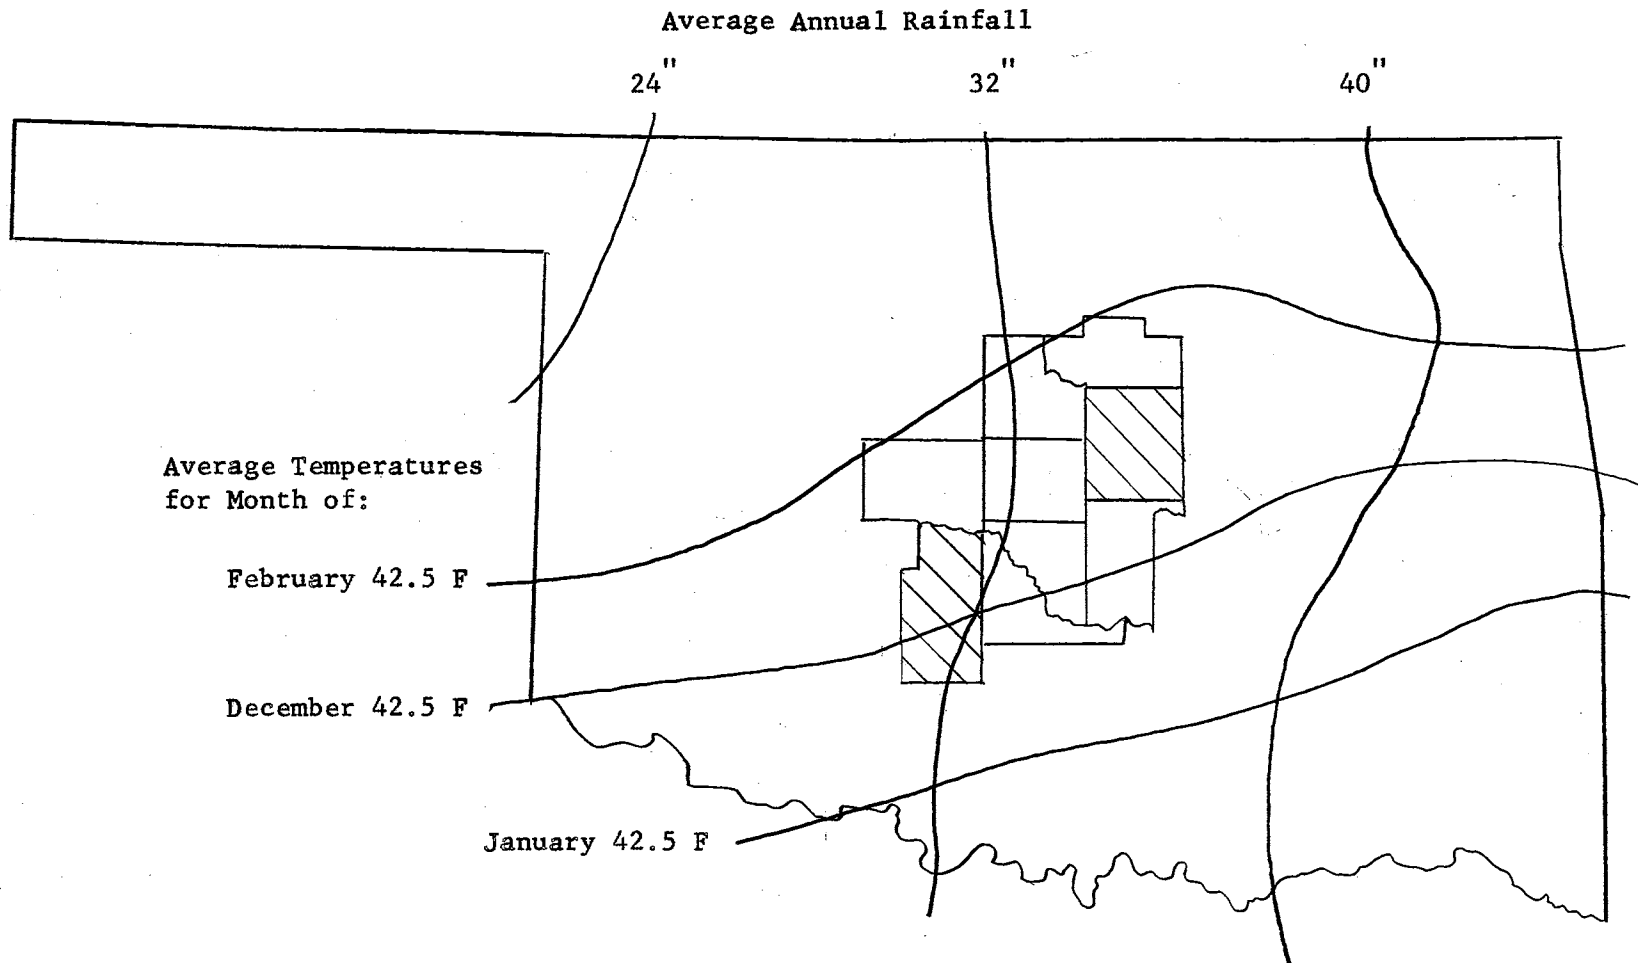 Average Annual Rainfall
24" 32" 40"
Average Temperatures
for Month of:
February 42.5 F
December 42.5 F
January 42.5 F